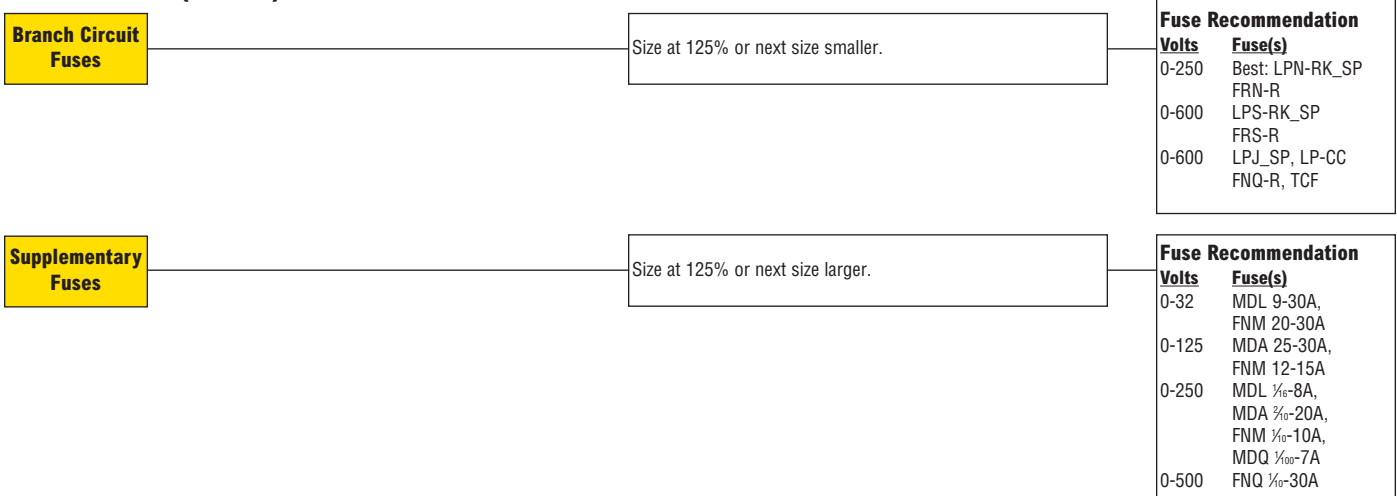 Branch Circuit
Fuses
Size at 125% or next size smaller.
Fuse Recommendation
Volts Fuse(s)
0-250 Best: LPN-RK_SP
FRN-R
0-600 LPS-RK_SP
FRS-R
0-600 LPJ_SP, LP-CC
FNQ-R, TCF
Supplementary
Fuses
Size at 125% or next size larger.
Fuse Recommendation
Volts Fuse(s)
0-32 MDL 9-30A,
FNM 20-30A
0-125 MDA 25-30A,
FNM 12-15A
0-250 MDL 1⁄16-8A,
MDA 2⁄10-20A,
FNM 1⁄10-10A,
MDQ 1⁄100-7A
0-500 FNQ 1⁄10-30A